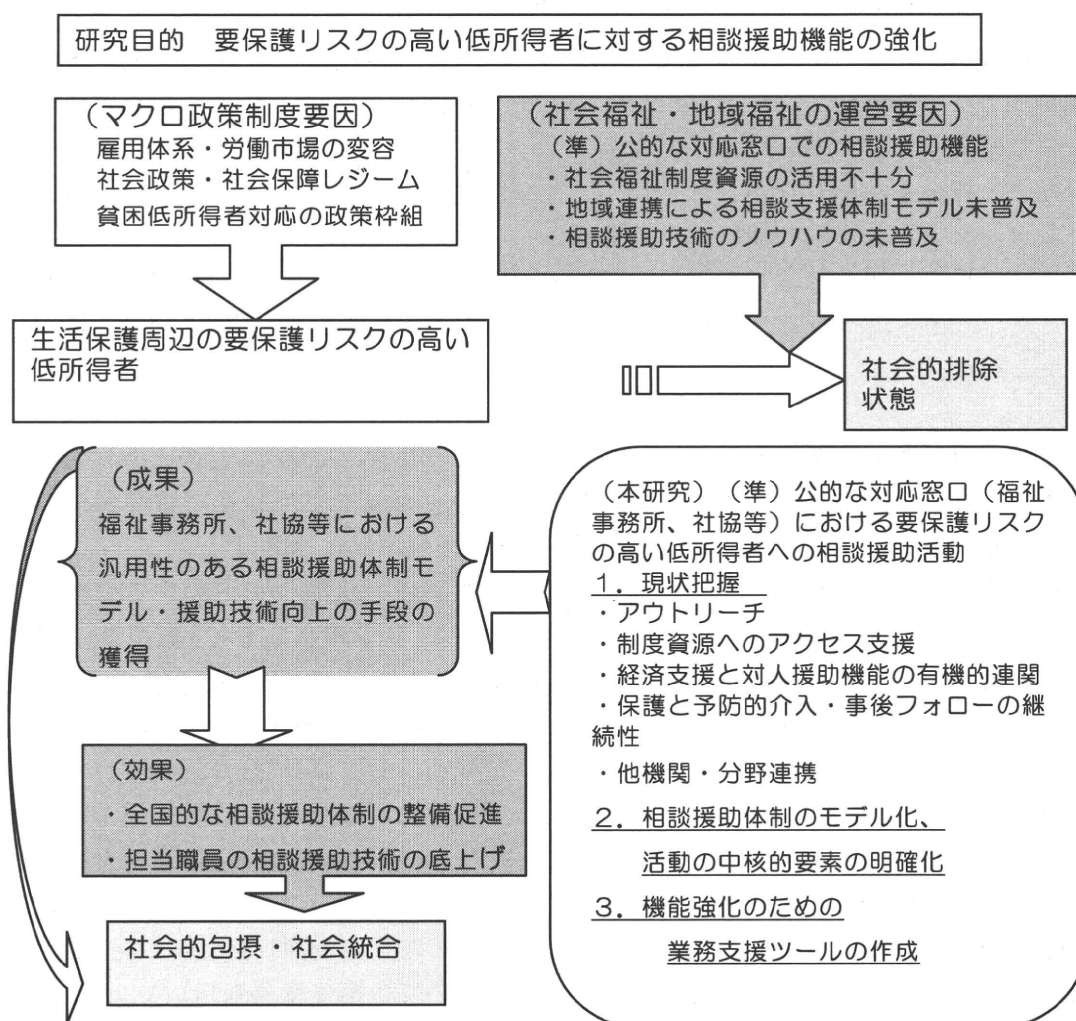 研究目的　要保護リスクの高い低所得者に対する相談援助機能の強化
（マクロ政策制度要因）
雇用体系・労働市場の変容
社会政策・社会保障レジーム
貧困低所得者対応の政策枠組
（社会福祉・地域福祉の運営要因）
（準）公的な対応窓口での相談援助機能
・社会福祉制度資源の活用不十分
・地域連携による相談支援体制モデル未普及
・相談援助技術のノウハウの未普及
生活保護周辺の要保護リスクの高い
低所得者
社会的排除
状態
（本研究）（準）公的な対応窓口（福祉
事務所、社協等）における要保護リスク
の高い低所得者への相談援助活動
１．現状把握
・アウトリーチ
・制度資源へのアクセス支援
・経済支援と対人援助機能の有機的連関
・保護と予防的介入・事後フォローの継
続性
・他機関・分野連携
２．相談援助体制のモデル化、
活動の中核的要素の明確化
３．機能強化のための
業務支援ツールの作成
（成果）
福祉事務所、社協等における
汎用性のある相談援助体制モ
デル・援助技術向上の手段の
獲得
（効果）
・全国的な相談援助体制の整備促進
・担当職員の相談援助技術の底上げ
社会的包摂・社会統合